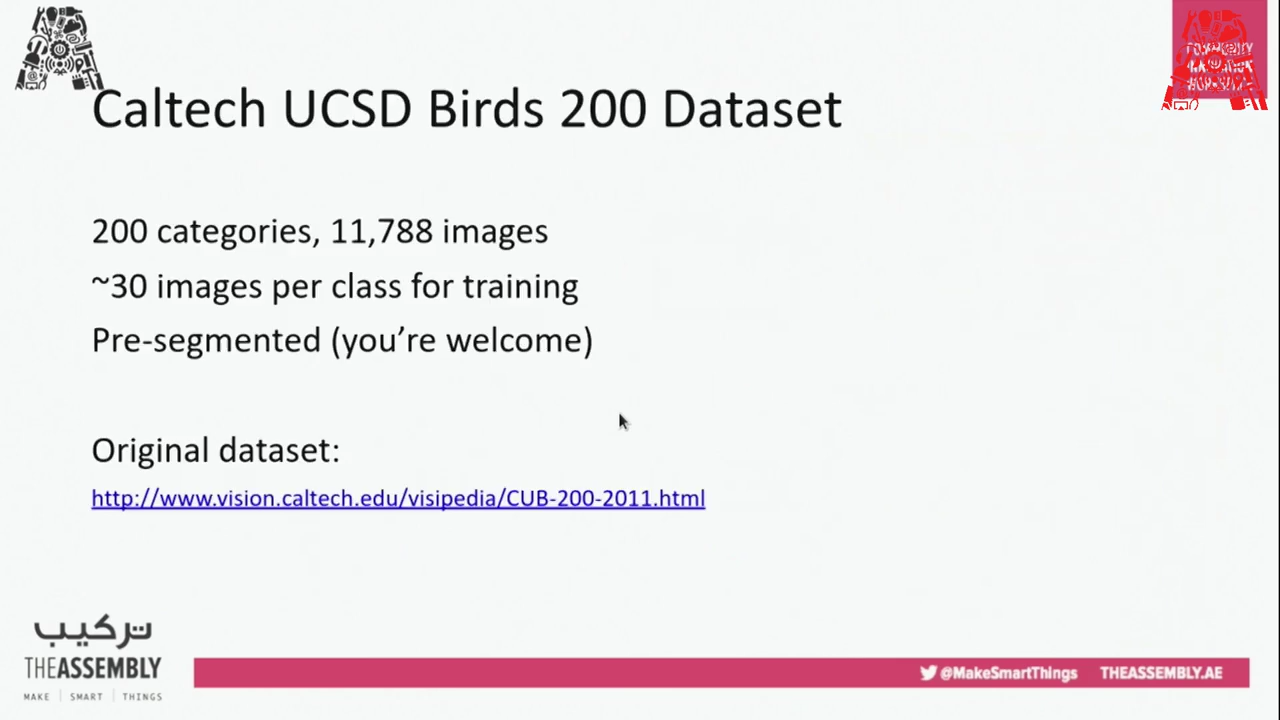 Caltech UCSD Birds 200 Dataset
200 categories, 11,788 images
~30 images per class for training
Pre-segmented (you're welcome)
Original dataset:
http://www.vision.caltech.edu/visipedia/CUB-200-2011.html
تركيب
THEASSEMBLY
MAKE | SMART | THINGS
@MakeSmartThings THEASSEMBLY.AE